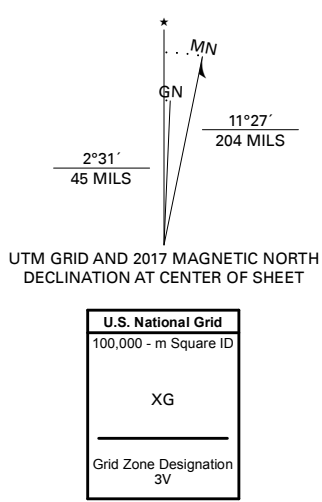 ★
MN
GN
11°27´
204 MILS
2°31´
45 MILS
UTM GRID AND 2017 MAGNETIC NORTH
DECLINATION AT CENTER OF SHEET
U.S. National Grid
100,000 - m Square ID
XG
Grid Zone Designation
3V